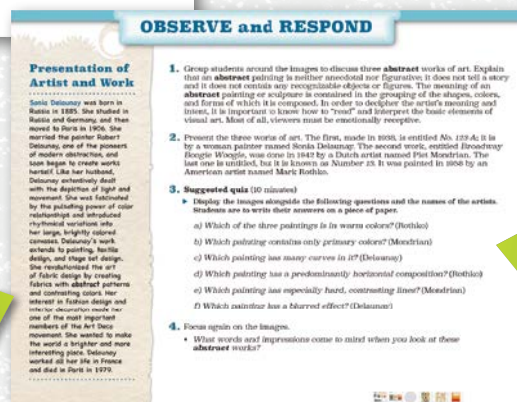 OBSERVE and RESPOND
Presentation of
Artist and Work
Sonia Delaunay was born in
Russia in 1885. She studied in
Russia and Germany, and then
moved to Paris in 1906. She
married the painter Robert
Delaunay, one of the pioneers
of modern abstraction, and
soon began to create works
herself. Like her husband,
Delaunay extensively dealt
with the depiction of light and
movement. She was fascinated
by the pulsating power of color
relationships and introduced
rhythmical variations into
her large, brightly colored
canvases. Delaunay's work
extends to painting, textile
design, and stage set design.
She revolutionized the art
of fabric design by creating
fabrics with abstract patterns
and contrasting colors. Her
interest in fashion design and
interior decoration made her
one of the most important
members of the Art Deco
movement. She wanted to make
the world a brighter and more
interesting place. Delaunay
worked all her life in France
and died in Paris in 1979.
1. Group students around the images to discuss three abstract works of art. Explain
that an abstract painting is neither anecdotal nor figurative; it does not tell a story
and it does not contain any recognizable objects or figures. The meaning of an
abstract painting or sculpture is contained in the grouping of the shapes, colors,
and forms of which it is composed. In order to decipher the artist's meaning and
intent, it is important to know how to "read" and interpret the basic elements of
visual art. Most of all, viewers must be emotionally receptive.
2. Present the three works of art. The first, made in 1938, is entitled No. 123 A; it is
by a woman painter named Sonia Delaunay. The second work, entitled Broadway
Boogie Woogie, was done in 1942 by a Dutch artist named Piet Mondrian. The
last one is untitled, but it is known as Number 12. It was painted in 1958 by an
American artist named Mark Rothko.
3. Suggested quiz (10 minutes)
▶ Display the images alongside the following questions and the names of the artists.
Students are to write their answers on a piece of paper.
a) Which of the three paintings is in warm colors? (Rothko)
b) Which painting contains only primary colors? (Mondrian)
c) Which painting has many curves in it? (Delaunay)
d) Which painting has a predominantly horizontal composition? (Rothko)
e) Which painting has especially hard, contrasting lines? (Mondrian)
f) Which painting has a blurred effect? (Delaunay)
4. Focus again on the images.
• What words and impressions come to mind when you look at these
abstract works?